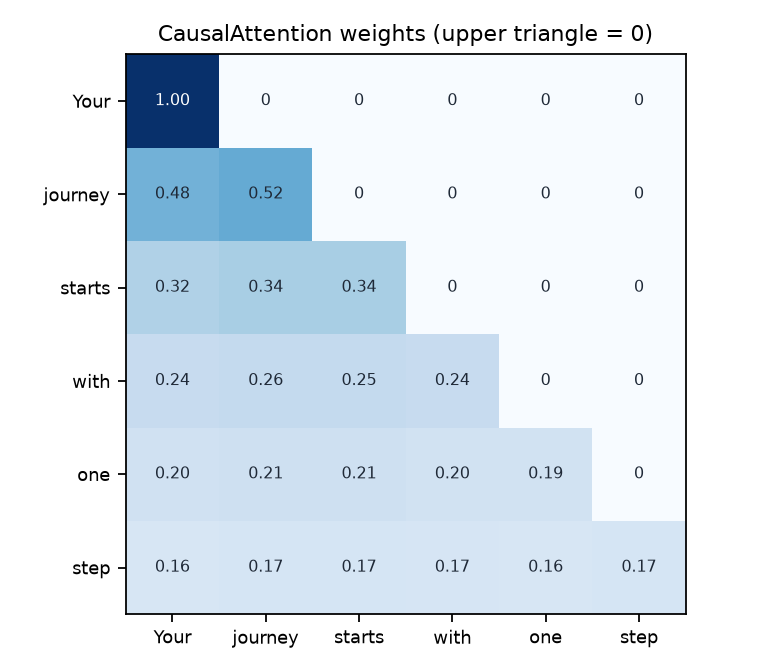 CausalAttention weights (upper triangle = 0)
Your 1.00 0 0 0 0 0
journey 0.48 0.52 0 0 0 0
starts 0.32 0.34 0.34 0 0 0
with 0.24 0.26 0.25 0.24 0 0
one 0.20 0.21 0.21 0.20 0.19 0
step 0.16 0.17 0.17 0.17 0.16 0.17
Your journey starts with one step